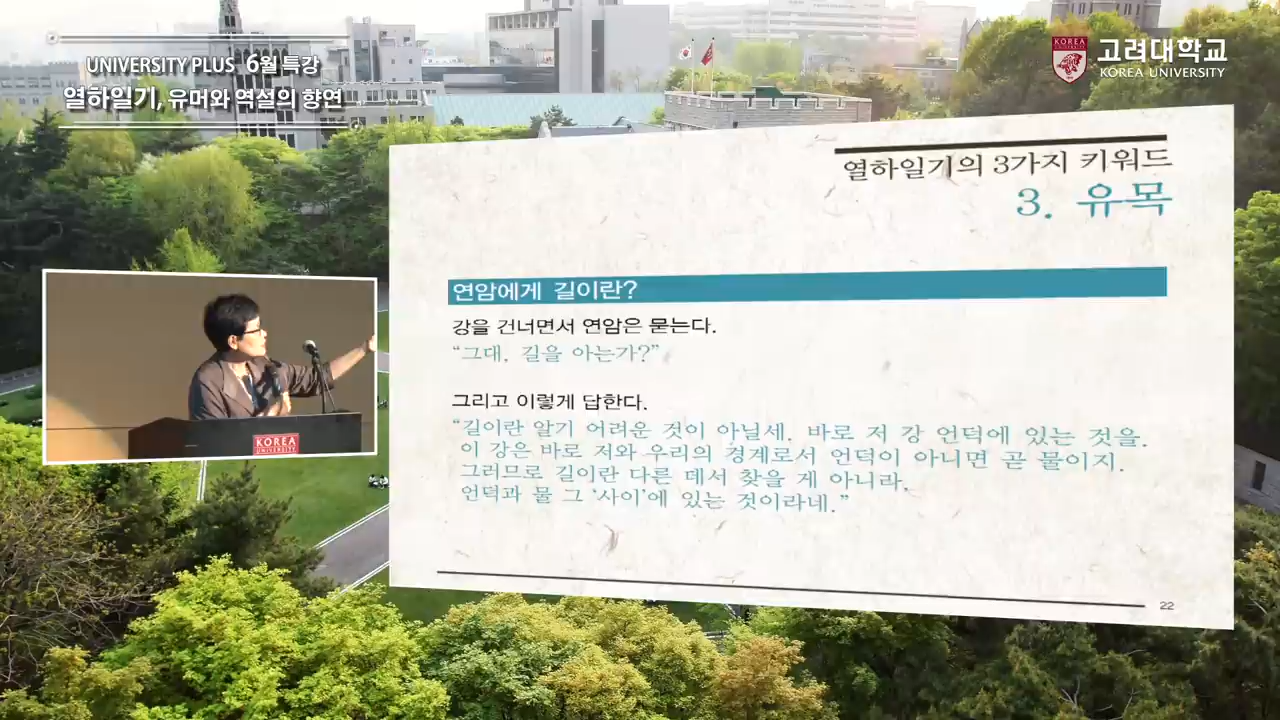 UNIVERSITY PLUS 6월 특강
열하일기, 유머와 역설의 향연
KOREA
고려대학교
KOREA UNIVERSITY
열하일기의 3가지 키워드
3. 유목
연암에게 길이란?
강을 건너면서 연암은 묻는다.
“그대, 길을 아는가?”
그리고 이렇게 답한다.
“길이란 알기 어려운 것이 아닐세. 바로 저 강 언덕에 있는 것을.
이 강은 바로 저와 우리의 경계로서 언덕이 아니면 곧 물이지.
그러므로 길이란 다른 데서 찾을 게 아니라,
언덕과 물 그 ‘사이’에 있는 것이라네.”
22
KOREA
UNIVERSITY